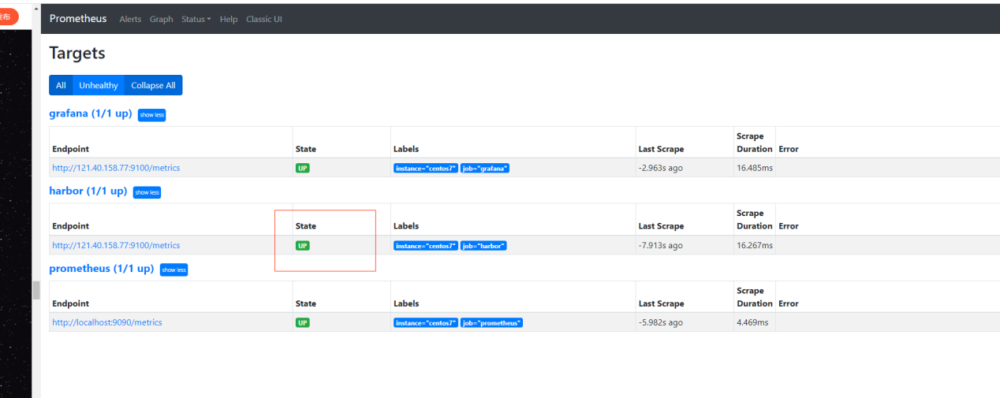 布
Prometheus Alerts Graph Status Help Classic UI
Targets
All Unhealthy Collapse All
grafana (1/1 up) show less
Endpoint State Labels Last Scrape Scrape Duration Error
http://121.40.158.77:9100/metrics UP instance="centos7" job="grafana" -2.963s ago 16.485ms
harbor (1/1 up) show less
Endpoint State Labels Last Scrape Scrape Duration Error
http://121.40.158.77:9100/metrics UP instance="centos7" job="harbor" -7.913s ago 16.267ms
prometheus (1/1 up) show less
Endpoint State Labels Last Scrape Scrape Duration Error
http://localhost:9090/metrics UP instance="centos7" job="prometheus" -5.982s ago 4.469ms